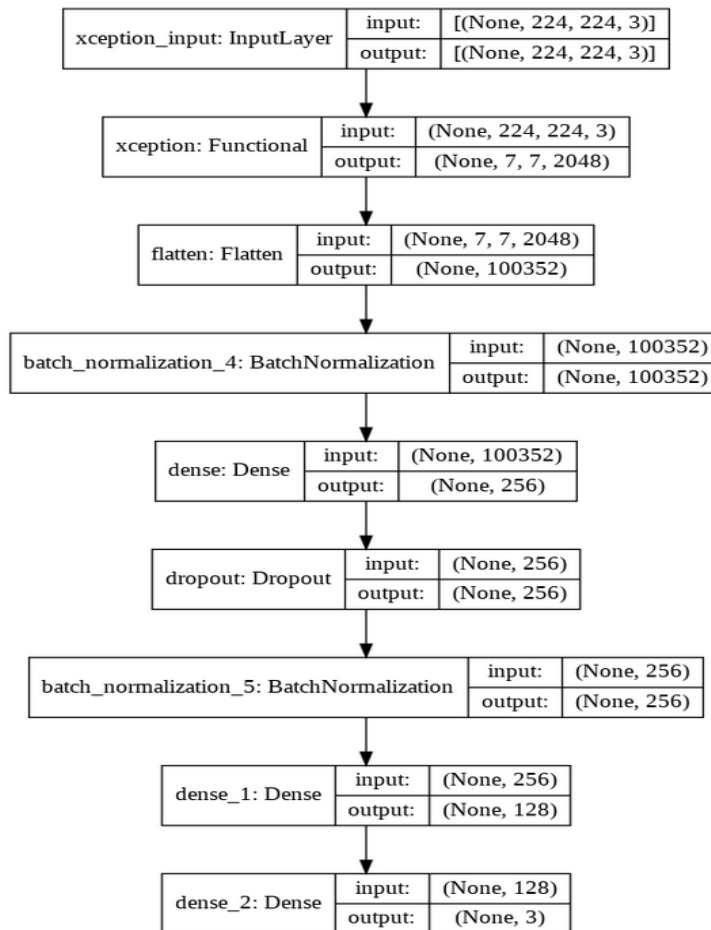 xception_input: InputLayer
input: [(None, 224, 224, 3)]
output: [(None, 224, 224, 3)]
xception: Functional
input: (None, 224, 224, 3)
output: (None, 7, 7, 2048)
flatten: Flatten
input: (None, 7, 7, 2048)
output: (None, 100352)
batch_normalization_4: BatchNormalization
input: (None, 100352)
output: (None, 100352)
dense: Dense
input: (None, 100352)
output: (None, 256)
dropout: Dropout
input: (None, 256)
output: (None, 256)
batch_normalization_5: BatchNormalization
input: (None, 256)
output: (None, 256)
dense_1: Dense
input: (None, 256)
output: (None, 128)
dense_2: Dense
input: (None, 128)
output: (None, 3)